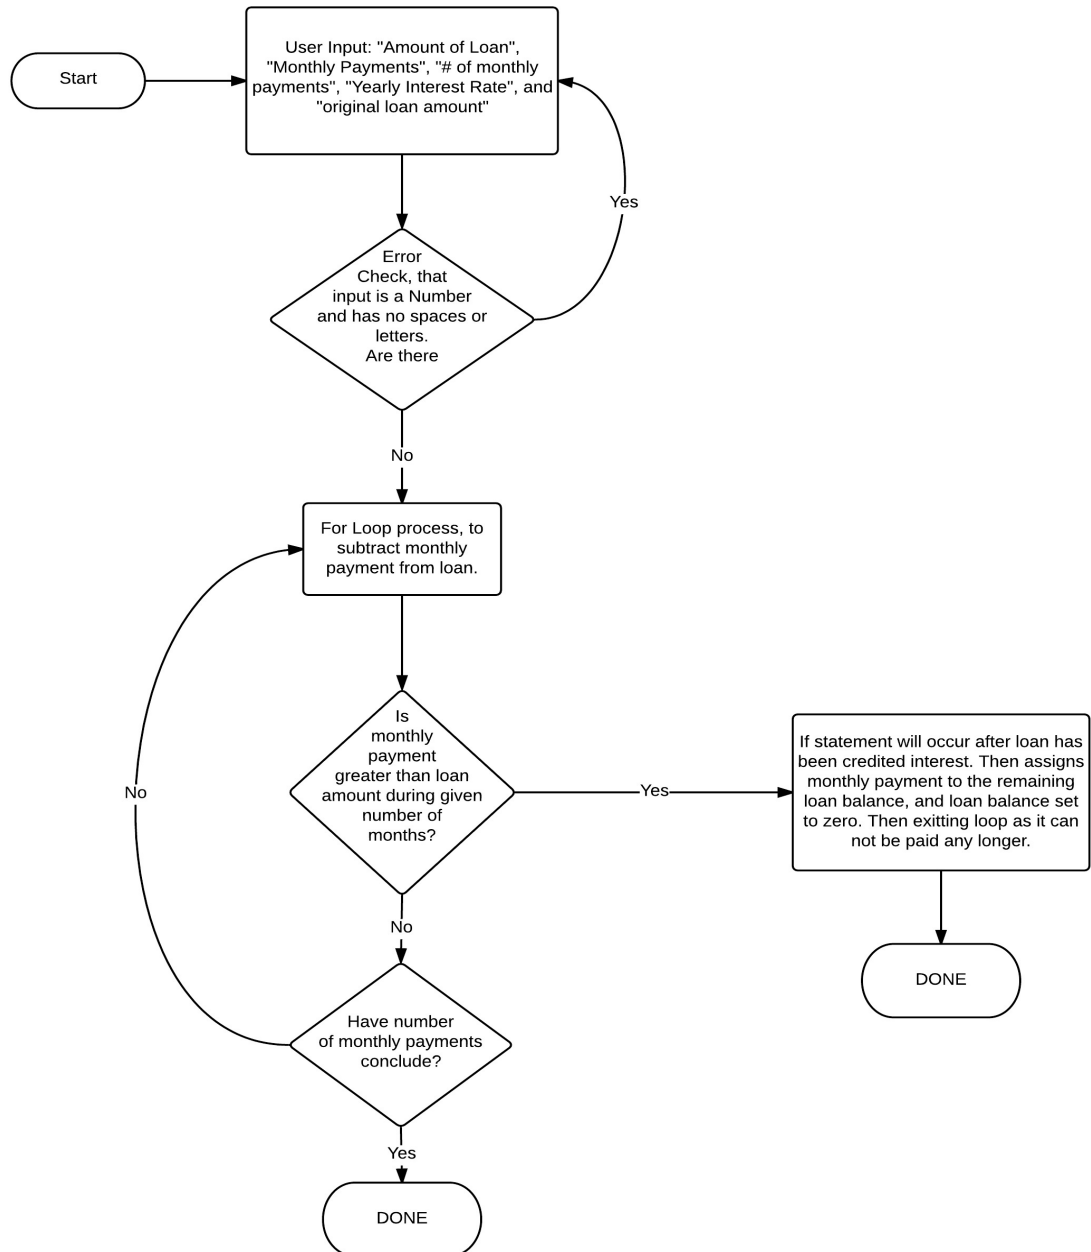 Start
User Input: "Amount of Loan",
"Monthly Payments", "# of monthly
payments", "Yearly Interest Rate", and
"original loan amount"
Yes
Error
Check, that
input is a Number
and has no spaces or
letters.
Are there
No
For Loop process, to
subtract monthly
payment from loan.
Is
monthly
payment
greater than loan
amount during given
number of
months?
Yes
If statement will occur after loan has
been credited interest. Then assigns
monthly payment to the remaining
loan balance, and loan balance set
to zero. Then exitting loop as it can
not be paid any longer.
No
No
DONE
Have number
of monthly payments
conclude?
Yes
DONE